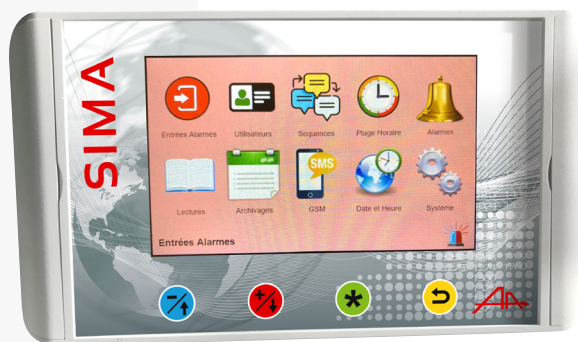 SIMA
Entrées Alarmes
Utilisateurs
Sequences
Plage Horaire
Alarmes
SMS
Lectures
Archivages
GSM
Date et Heure
Système
Entrées Alarmes
-/↑
+/↓
*